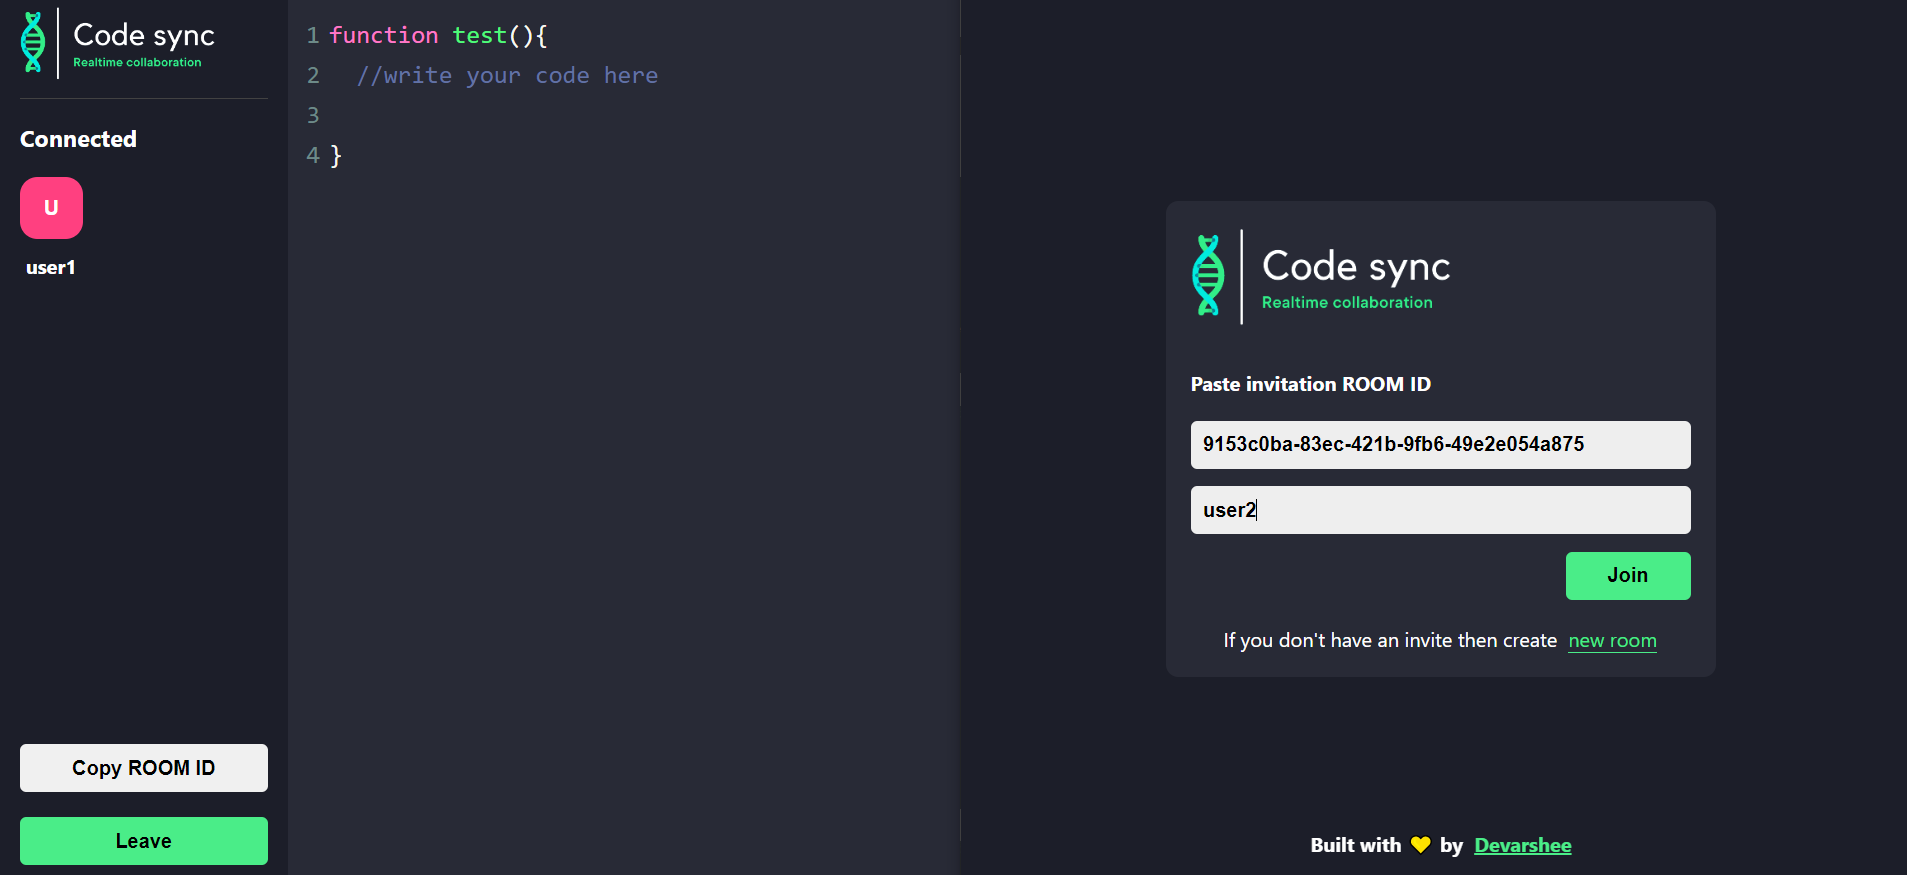 Code sync
Realtime collaboration
Connected
U
user1
Copy ROOM ID
Leave
1 function test(){
2   //write your code here
3
4 }
Code sync
Realtime collaboration
Paste invitation ROOM ID
9153c0ba-83ec-421b-9fb6-49e2e054a875
user2
Join
If you don't have an invite then create new room
Built with 💛 by Devarshee